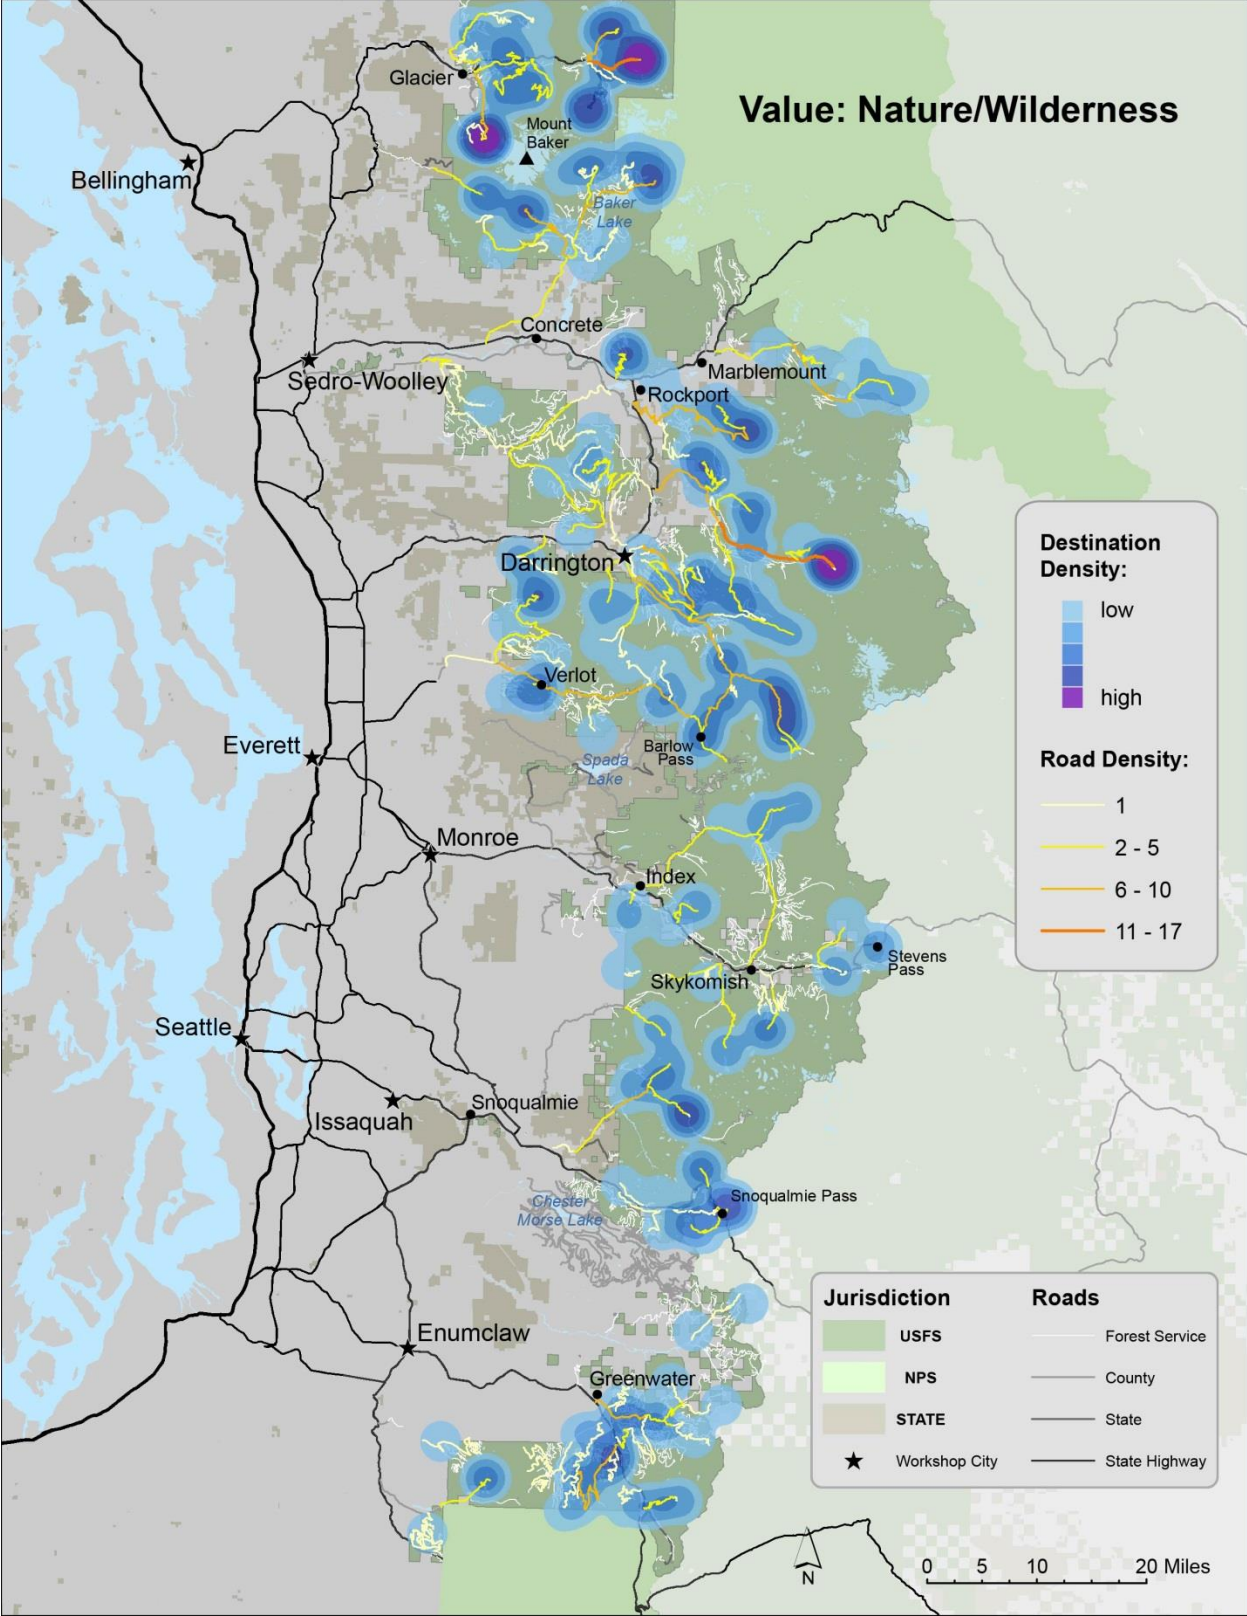 Value: Nature/Wilderness
Glacier
Mount
Baker
Bellingham
Baker
Lake
Concrete
Sedro-Woolley
Marblemount
Rockport
Darrington
Verlot
Barlow
Pass
Everett
Spada
Lake
Monroe
Index
Stevens
Pass
Skykomish
Seattle
Issaquah
Snoqualmie
Chester
Morse Lake
Snoqualmie Pass
Enumclaw
Greenwater
Destination
Density:
low
high
Road Density:
1
2 - 5
6 - 10
11 - 17
Jurisdiction
USFS
NPS
STATE
Workshop City
Roads
Forest Service
County
State
State Highway
N
0 5 10 20 Miles